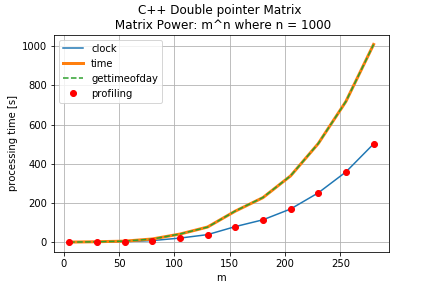 C++ Double pointer Matrix
Matrix Power: m^n where n = 1000
clock
time
gettimeofday
profiling
processing time [s]
1000
800
600
400
200
0
0
50
100
150
200
250
m